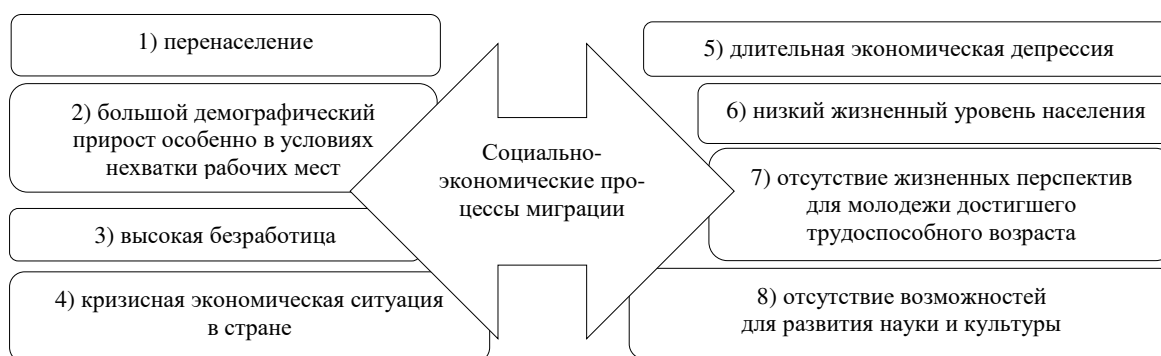 1) перенаселение
2) большой демографический
прирост особенно в условиях
нехватки рабочих мест
3) высокая безработица
4) кризисная экономическая ситуация
в стране
Социально-
экономические про-
цессы миграции
5) длительная экономическая депрессия
6) низкий жизненный уровень населения
7) отсутствие жизненных перспектив
для молодежи достигшего
трудоспособного возраста
8) отсутствие возможностей
для развития науки и культуры